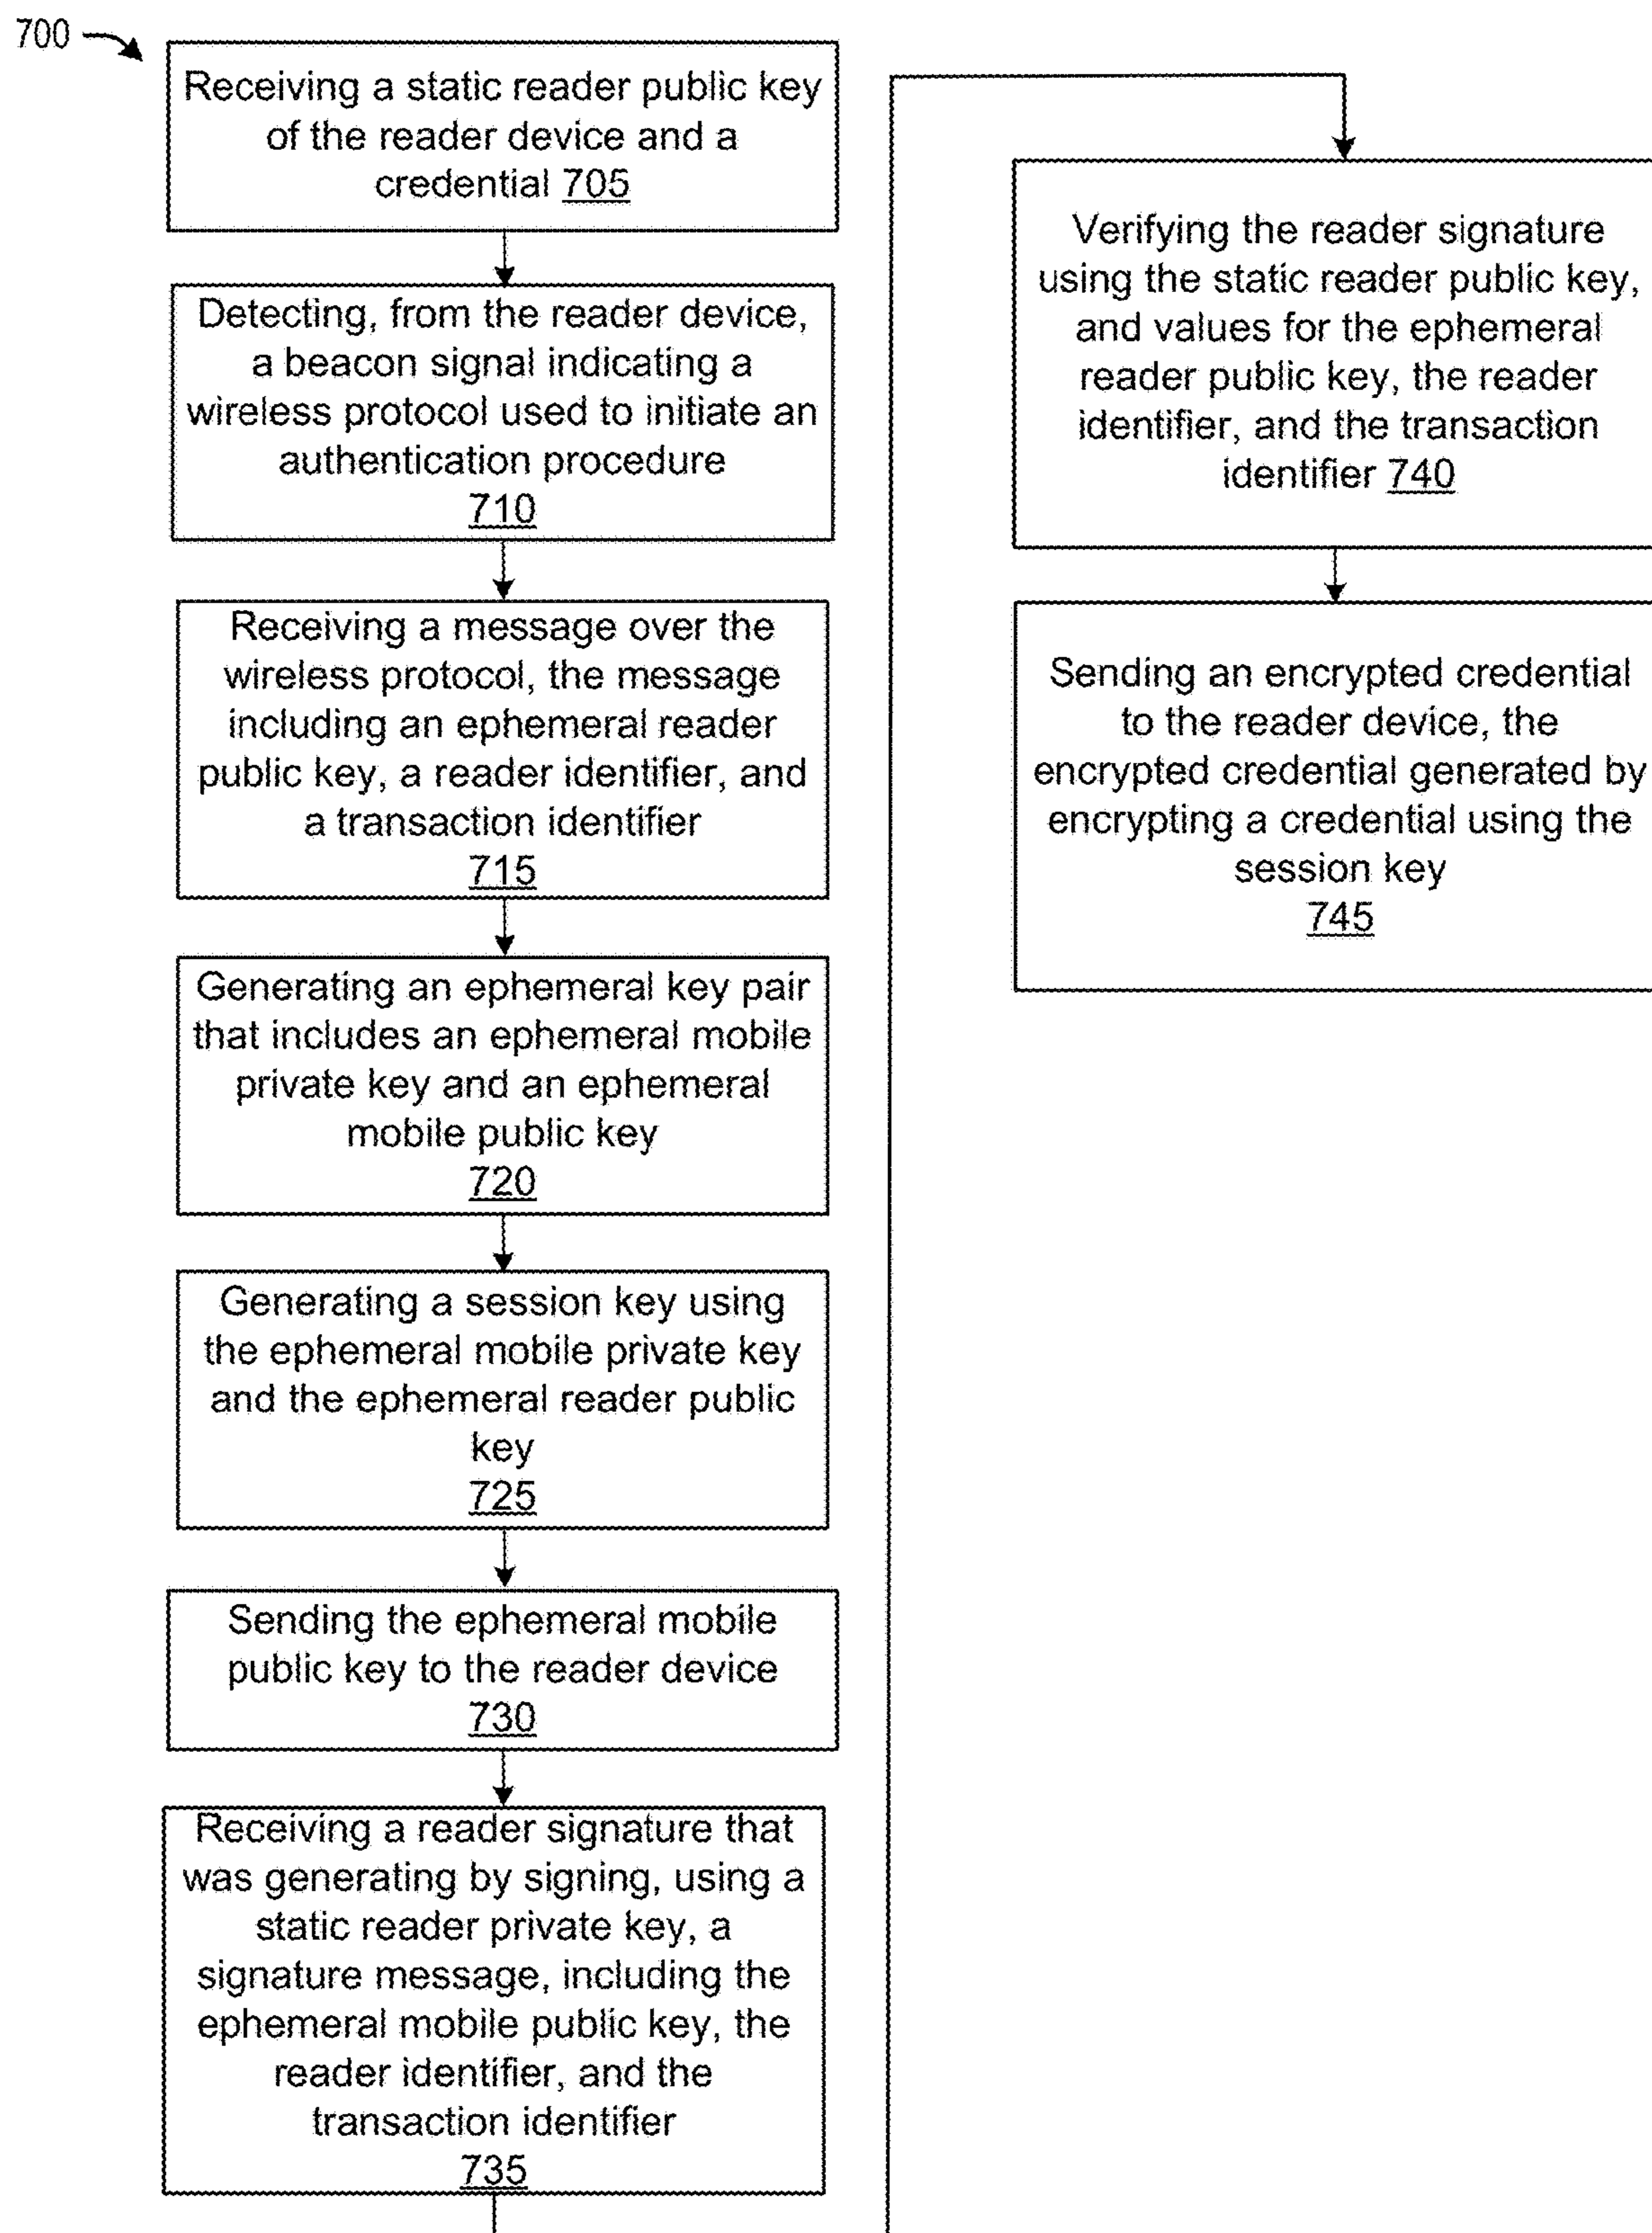 700
Receiving a static reader public key
of the reader device and a
credential 705
Detecting, from the reader device,
a beacon signal indicating a
wireless protocol used to initiate an
authentication procedure
710
Receiving a message over the
wireless protocol, the message
including an ephemeral reader
public key, a reader identifier, and
a transaction identifier
715
Generating an ephemeral key pair
that includes an ephemeral mobile
private key and an ephemeral
mobile public key
720
Generating a session key using
the ephemeral mobile private key
and the ephemeral reader public
key
725
Sending the ephemeral mobile
public key to the reader device
730
Receiving a reader signature that
was generating by signing, using a
static reader private key, a
signature message, including the
ephemeral mobile public key, the
reader identifier, and the
transaction identifier
735
Verifying the reader signature
using the static reader public key,
and values for the ephemeral
reader public key, the reader
identifier, and the transaction
identifier 740
Sending an encrypted credential
to the reader device, the
encrypted credential generated by
encrypting a credential using the
session key
745